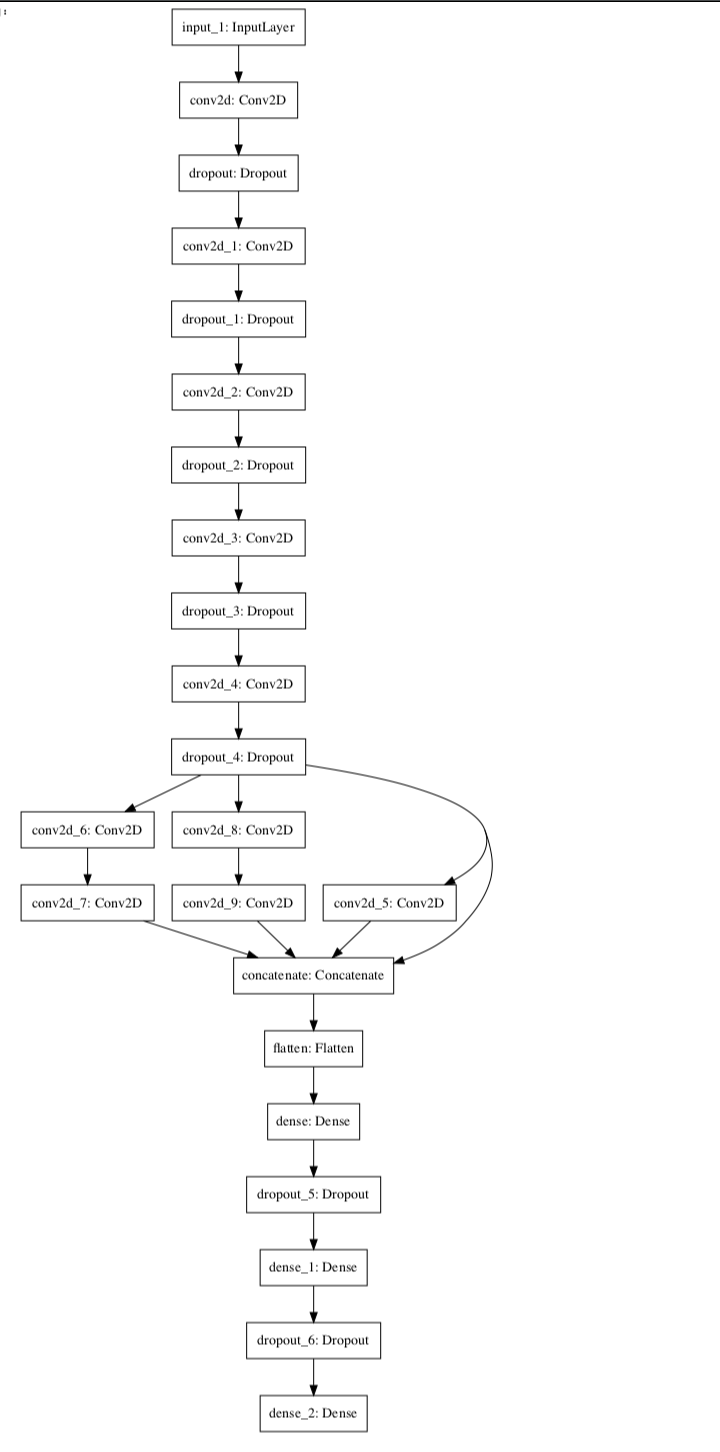 input_1: InputLayer
conv2d: Conv2D
dropout: Dropout
conv2d_1: Conv2D
dropout_1: Dropout
conv2d_2: Conv2D
dropout_2: Dropout
conv2d_3: Conv2D
dropout_3: Dropout
conv2d_4: Conv2D
dropout_4: Dropout
conv2d_6: Conv2D
conv2d_8: Conv2D
conv2d_7: Conv2D
conv2d_9: Conv2D
conv2d_5: Conv2D
concatenate: Concatenate
flatten: Flatten
dense: Dense
dropout_5: Dropout
dense_1: Dense
dropout_6: Dropout
dense_2: Dense